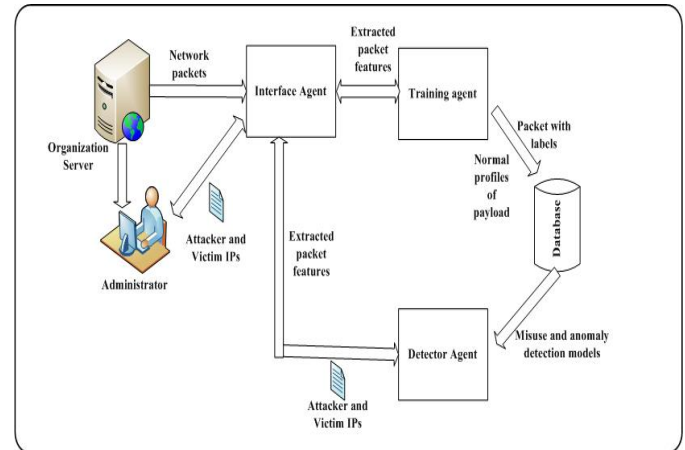 Network
packets
Extracted
packet
features
Interface Agent
Training agent
Organization
Server
Packet with
labels
Normal
profiles
of
payload
Database
Attacker and
Victim IPs
Administrator
Extracted
packet
features
Misuse and anomaly
detection models
Detector Agent
Attacker and
Victim IPs